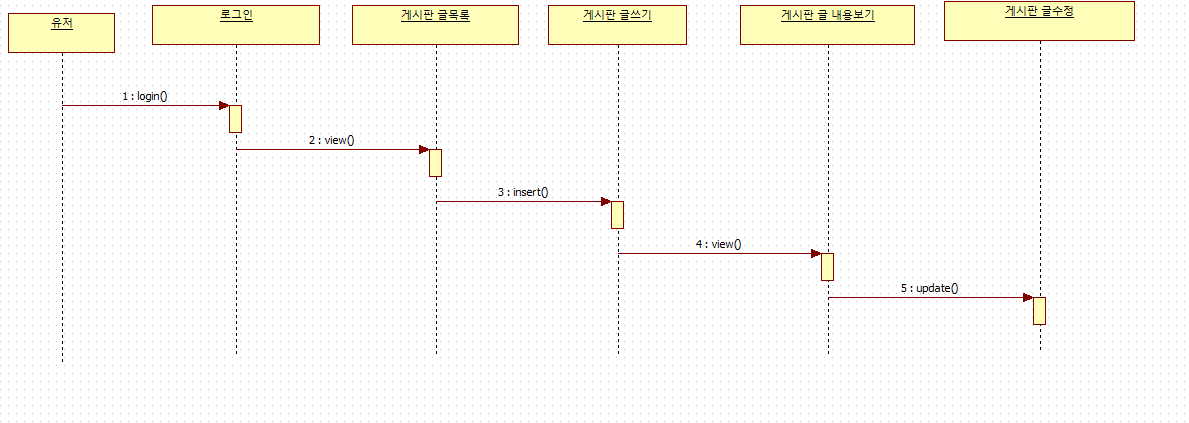 유저
로그인
게시판 글목록
게시판 글쓰기
게시판 글 내용보기
게시판 글수정
1 : login()
2 : view()
3 : insert()
4 : view()
5 : update()